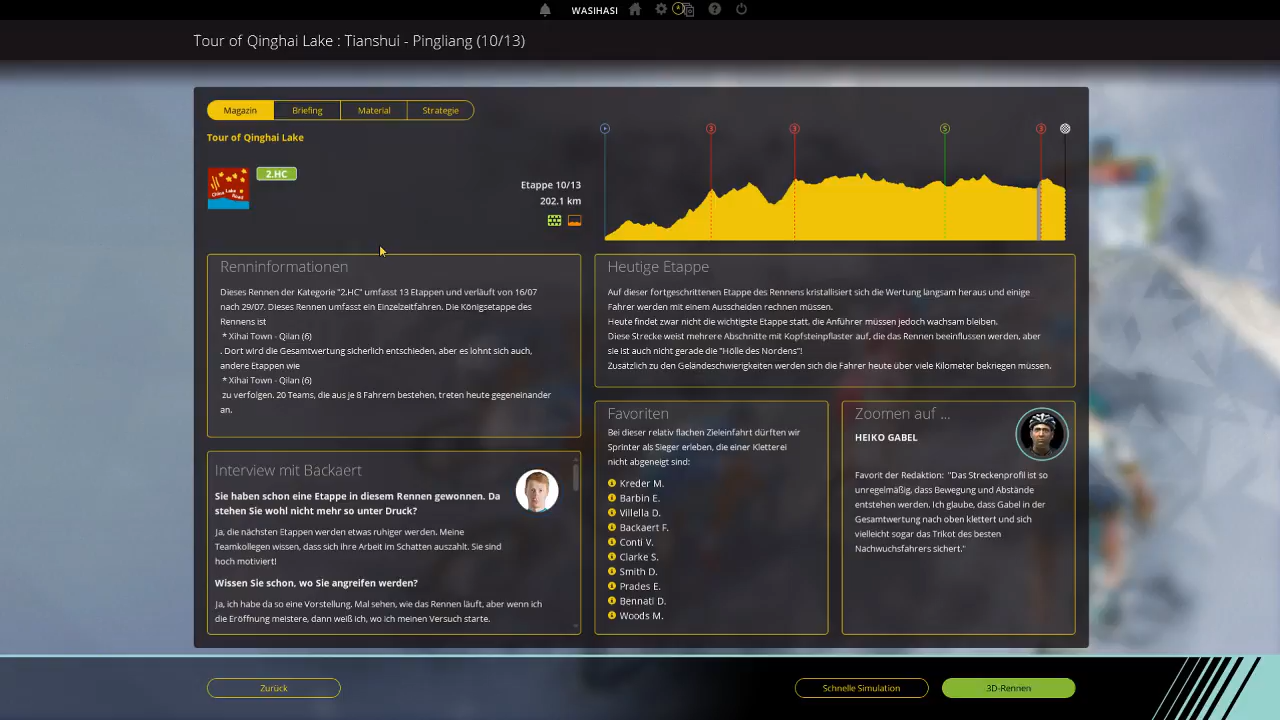 WASIHASI
Tour of Qinghai Lake : Tianshui - Pingliang (10/13)
Magazin
Briefing
Material
Strategie
Tour of Qinghai Lake
2.HC
China Lake
Road
Etappe 10/13
202.1 km
3
3
S
3
Renninformationen
Dieses Rennen der Kategorie "2.HC" umfasst 13 Etappen und verläuft von 16/07
nach 29/07. Dieses Rennen umfasst ein Einzelzeitfahren. Die Königsetappe des
Rennens ist
* Xihai Town - Qilan (6)
. Dort wird die Gesamtwertung sicherlich entschieden, aber es lohnt sich auch,
andere Etappen wie
* Xihai Town - Qilan (6)
zu verfolgen. 20 Teams, die aus je 8 Fahrern bestehen, treten heute gegeneinander
an.
Heutige Etappe
Auf dieser fortgeschrittenen Etappe des Rennens kristallisiert sich die Wertung langsam heraus und einige
Fahrer werden mit einem Ausscheiden rechnen müssen.
Heute findet zwar nicht die wichtigste Etappe statt, die Anführer müssen jedoch wachsam bleiben.
Diese Strecke weist mehrere Abschnitte mit Kopfsteinpflaster auf, die das Rennen beeinflussen werden, aber
sie ist auch nicht gerade die "Hölle des Nordens"!
Zusätzlich zu den Geländeschwierigkeiten werden sich die Fahrer heute über viele Kilometer bekriegen müssen.
Interview mit Backaert
Sie haben schon eine Etappe in diesem Rennen gewonnen. Da
stehen Sie wohl nicht mehr so unter Druck?
Ja, die nächsten Etappen werden etwas ruhiger werden. Meine
Teamkollegen wissen, dass sich ihre Arbeit im Schatten auszahlt. Sie sind
hoch motiviert!
Wissen Sie schon, wo Sie angreifen werden?
Ja, ich habe da so eine Vorstellung. Mal sehen, wie das Rennen läuft, aber wenn ich
die Eröffnung meistere, dann weiß ich, wo ich meinen Versuch starte.
Favoriten
Bei dieser relativ flachen Zieleinfahrt dürften wir
Sprinter als Sieger erleben, die einer Kletterei
nicht abgeneigt sind:
Kreder M.
Barbin E.
Villella D.
Backaert F.
Conti V.
Clarke S.
Smith D.
Prades E.
Bennati D.
Woods M.
Zoomen auf ...
HEIKO GABEL
Favorit der Redaktion: "Das Streckenprofil ist so
unregelmäßig, dass Bewegung und Abstände
entstehen werden. Ich glaube, dass Gabel in der
Gesamtwertung nach oben klettert und sich
vielleicht sogar das Trikot des besten
Nachwuchsfahrers sichert."
Zurück
Schnelle Simulation
3D-Rennen